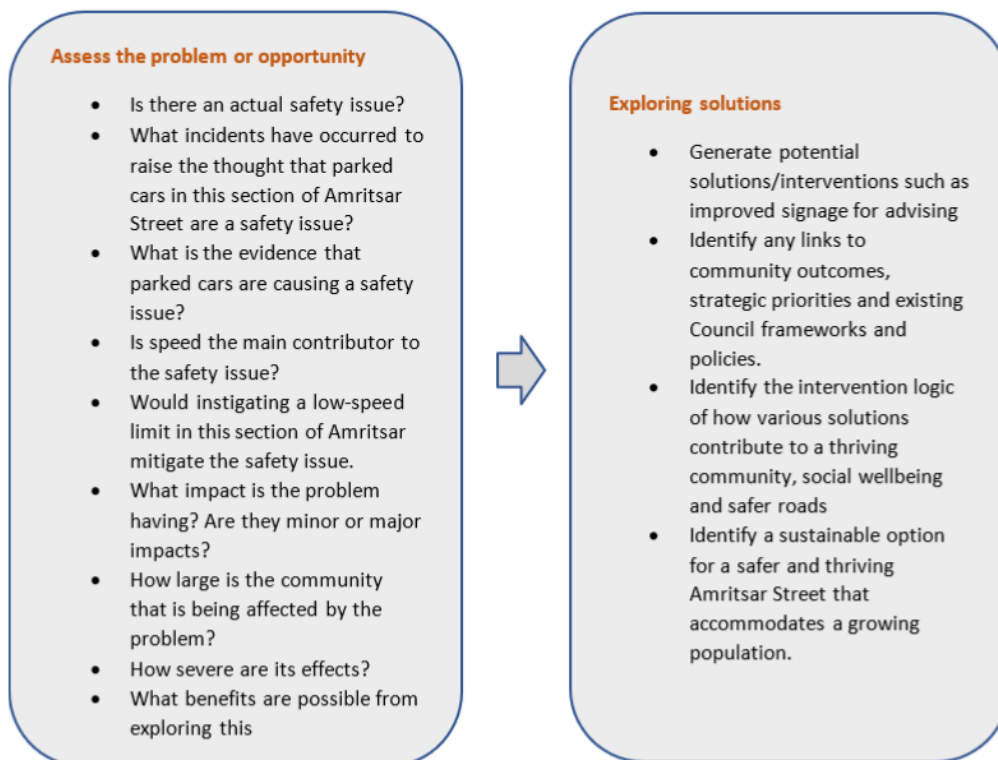 Assess the problem or opportunity
• Is there an actual safety issue?
• What incidents have occurred to
raise the thought that parked
cars in this section of Amritsar
Street are a safety issue?
• What is the evidence that
parked cars are causing a safety
issue?
• Is speed the main contributor to
the safety issue?
• Would instigating a low-speed
limit in this section of Amritsar
mitigate the safety issue.
• What impact is the problem
having? Are they minor or major
impacts?
• How large is the community
that is being affected by the
problem?
• How severe are its effects?
• What benefits are possible from
exploring this
Exploring solutions
• Generate potential
solutions/interventions such as
improved signage for advising
• Identify any links to
community outcomes,
strategic priorities and existing
Council frameworks and
policies.
• Identify the intervention logic
of how various solutions
contribute to a thriving
community, social wellbeing
and safer roads
• Identify a sustainable option
for a safer and thriving
Amritsar Street that
accommodates a growing
population.